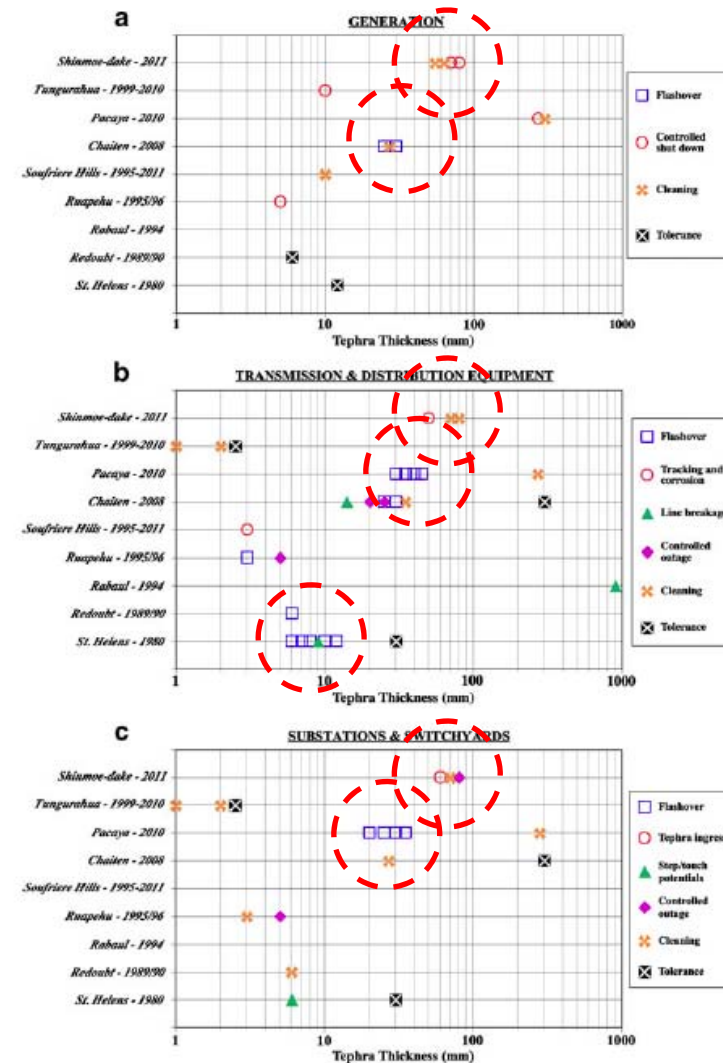 a
GENERATION
Shinmoe-dake - 2011
Tungurahua - 1999-2010
Pacaya - 2010
Chaiten - 2008
Soufriere Hills - 1995-2011
Ruapehu - 1995/96
Rabaul - 1994
Redoubt - 1989/90
St. Helens - 1980
1 10 100 1000
Tephra Thickness (mm)
Flashover
Controlled
shut down
Cleaning
Tolerance
b
TRANSMISSION & DISTRIBUTION EQUIPMENT
Shinmoe-dake - 2011
Tungurahua - 1999-2010
Pacaya - 2010
Chaiten - 2008
Soufriere Hills - 1995-2011
Ruapehu - 1995/96
Rabaul - 1994
Redoubt - 1989/90
St. Helens - 1980
1 10 100 1000
Tephra Thickness (mm)
Flashover
Tracking and
corrosion
Line breakag
Controlled
outage
Cleaning
Tolerance
c
SUBSTATIONS & SWITCHYARDS
Shinmoe-dake - 2011
Tungurahua - 1999-2010
Pacaya - 2010
Chaiten - 2008
Soufriere Hills - 1995-2011
Ruapehu - 1995/96
Rabaul - 1994
Redoubt - 1989/90
St. Helens - 1980
1 10 100 1000
Tephra Thickness (mm)
Flashover
Tephra ingres
Step/touch
potentials
Controlled
outage
Cleaning
Tolerance